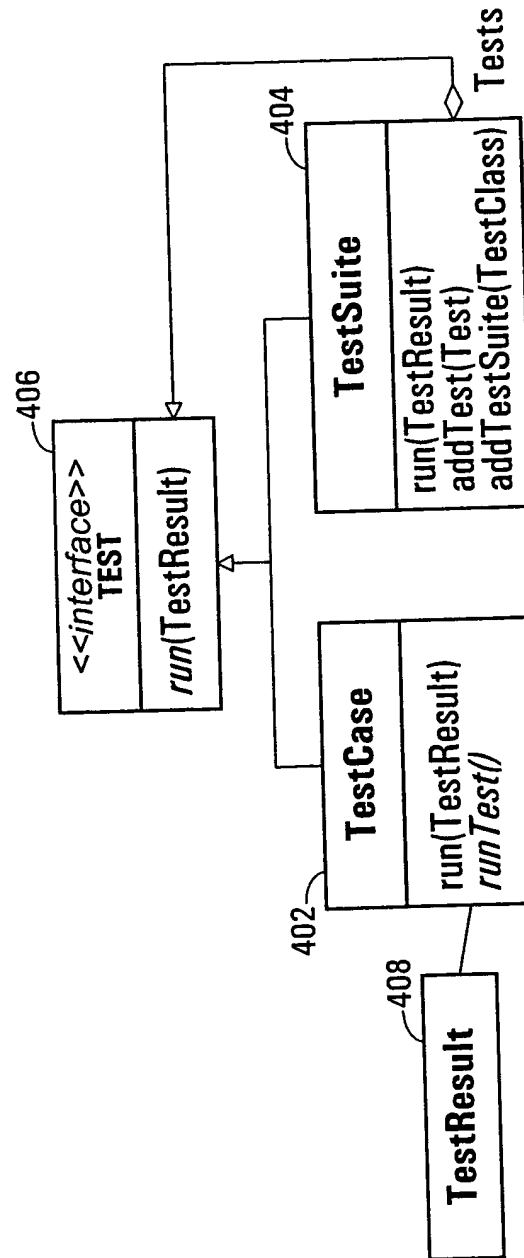 406
<<interface>>
TEST
run(TestResult)
404
TestSuite
run(TestResult)
addTest(Test)
addTestSuite(TestClass)
Tests
402
TestCase
run(TestResult)
runTest()
408
TestResult